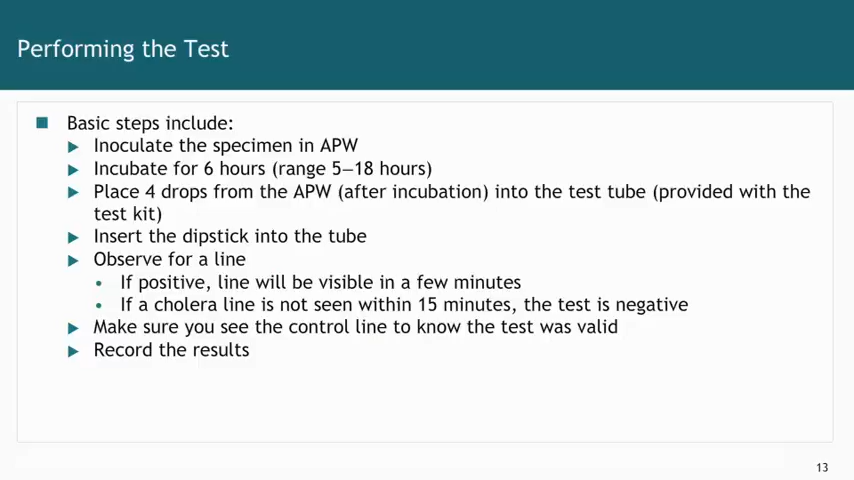 Performing the Test
Basic steps include:
Inoculate the specimen in APW
Incubate for 6 hours (range 5–18 hours)
Place 4 drops from the APW (after incubation) into the test tube (provided with the
test kit)
Insert the dipstick into the tube
Observe for a line
If positive, line will be visible in a few minutes
If a cholera line is not seen within 15 minutes, the test is negative
Make sure you see the control line to know the test was valid
Record the results
13